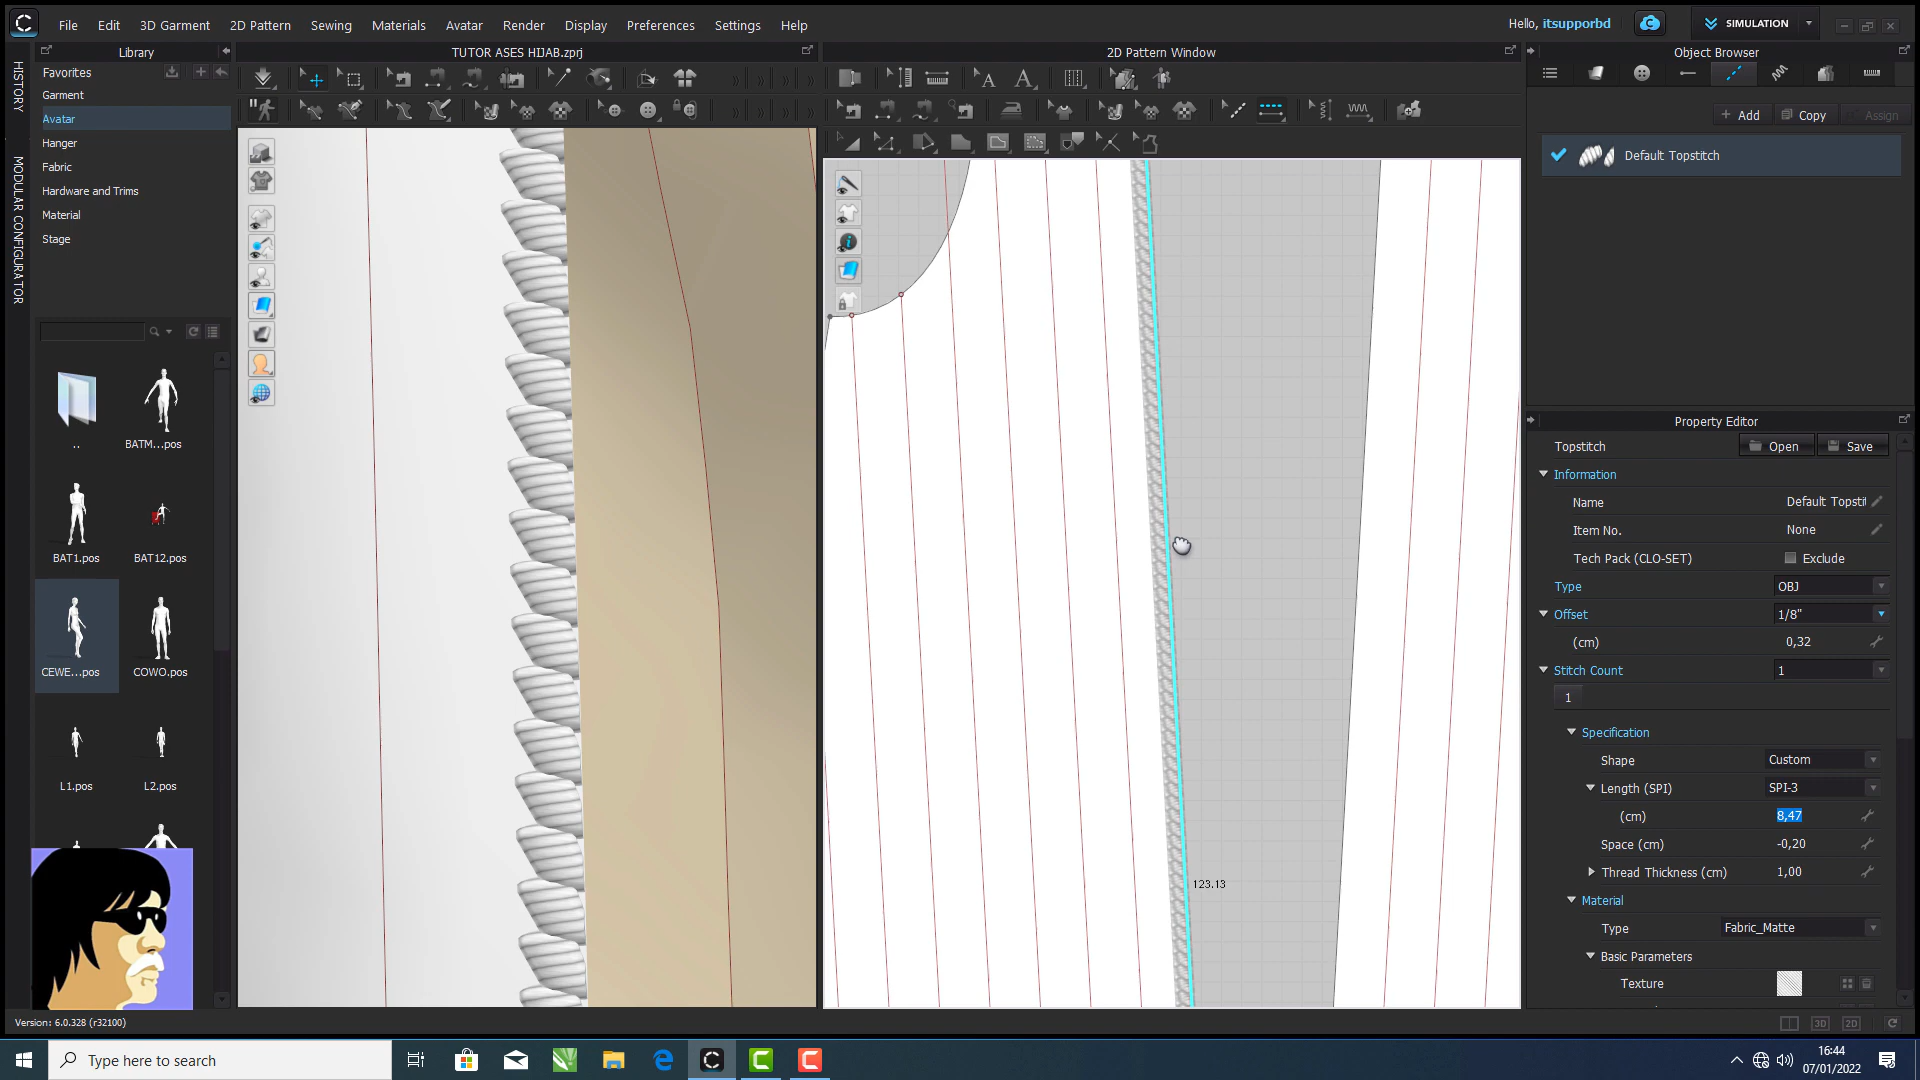 File Edit 3D Garment 2D Pattern Sewing Materials Avatar Render Display Preferences Settings Help
Hello, itsupporbd
SIMULATION
HISTORY
MODULAR CONFIGURATOR
Library
Favorites
Garment
Avatar
Hanger
Fabric
Hardware and Trims
Material
Stage
..
BATM...pos
BAT1.pos
BAT12.pos
CEWE...pos
COWO.pos
L1.pos
L2.pos
Version: 6.0.328 (r32100)
TUTOR ASES HIJAB.zprj
2D Pattern Window
123.13
Object Browser
+ Add
Copy
Assign
Default Topstitch
Property Editor
Topstitch
Open
Save
Information
Name Default Topstit
Item No. None
Tech Pack (CLO-SET) Exclude
Type OBJ
Offset 1/8"
(cm) 0,32
Stitch Count 1
1
Specification
Shape Custom
Length (SPI) SPI-3
(cm) 8,47
Space (cm) -0,20
Thread Thickness (cm) 1,00
Material
Type Fabric_Matte
Basic Parameters
Texture
3D
2D
Type here to search
16:44
07/01/2022